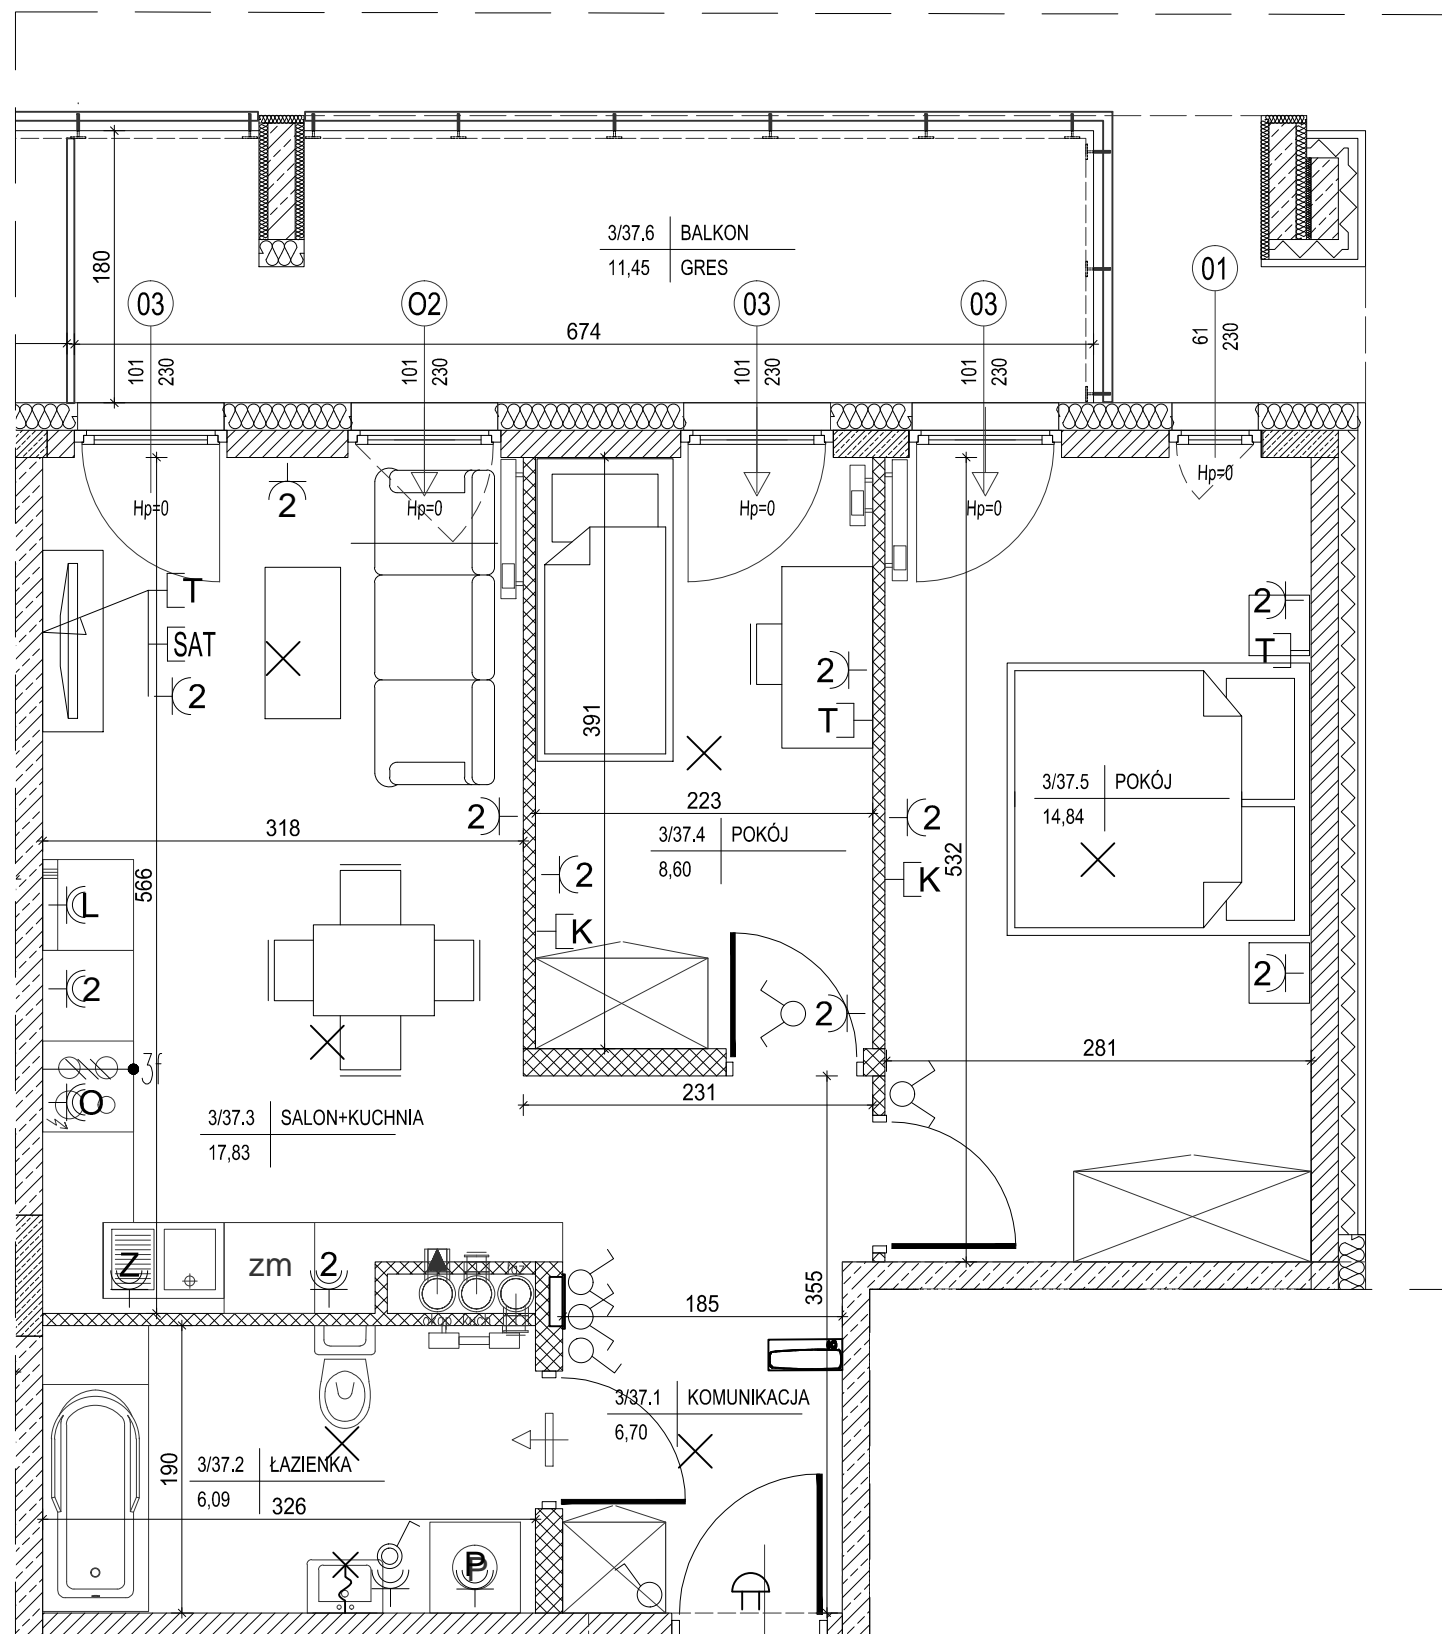 3/37.6 BALKON
11,45 GRES
180
03
O2
03
03
01
674
101 230
101 230
101 230
101 230
61 230
Hp=0
Hp=0
Hp=0
Hp=0
Hp=0
2
T
SAT
2
2
T
2
T
391
3/37.5 POKÓJ
14,84
223
2
2
318
3/37.4 POKÓJ
8,60
532
566
2
K
K
L
2
2
2
281
3f
O
231
3/37.3 SALON+KUCHNIA
17,83
Z
zm
2
355
185
3/37.1 KOMUNIKACJA
6,70
190
3/37.2 ŁAZIENKA
6,09
326
P